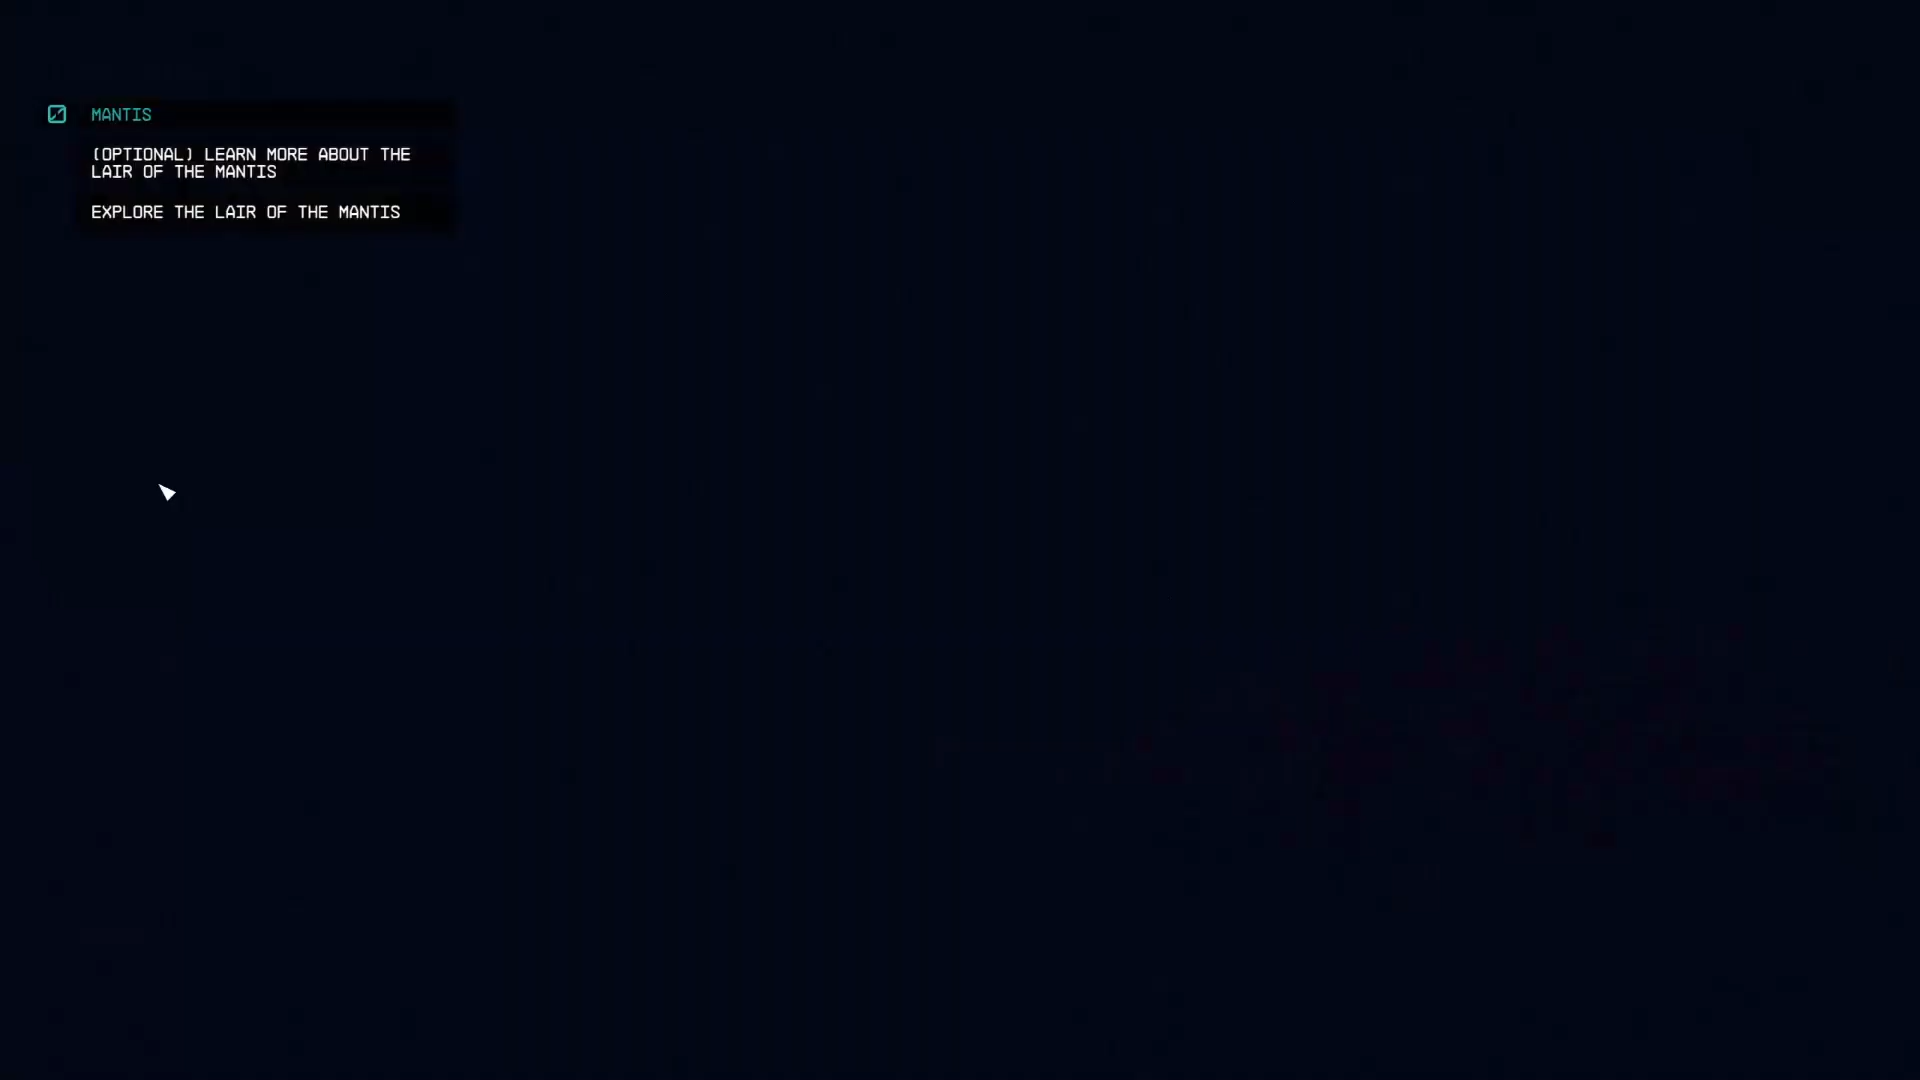 MANTIS
(OPTIONAL) LEARN MORE ABOUT THE
LAIR OF THE MANTIS
EXPLORE THE LAIR OF THE MANTIS